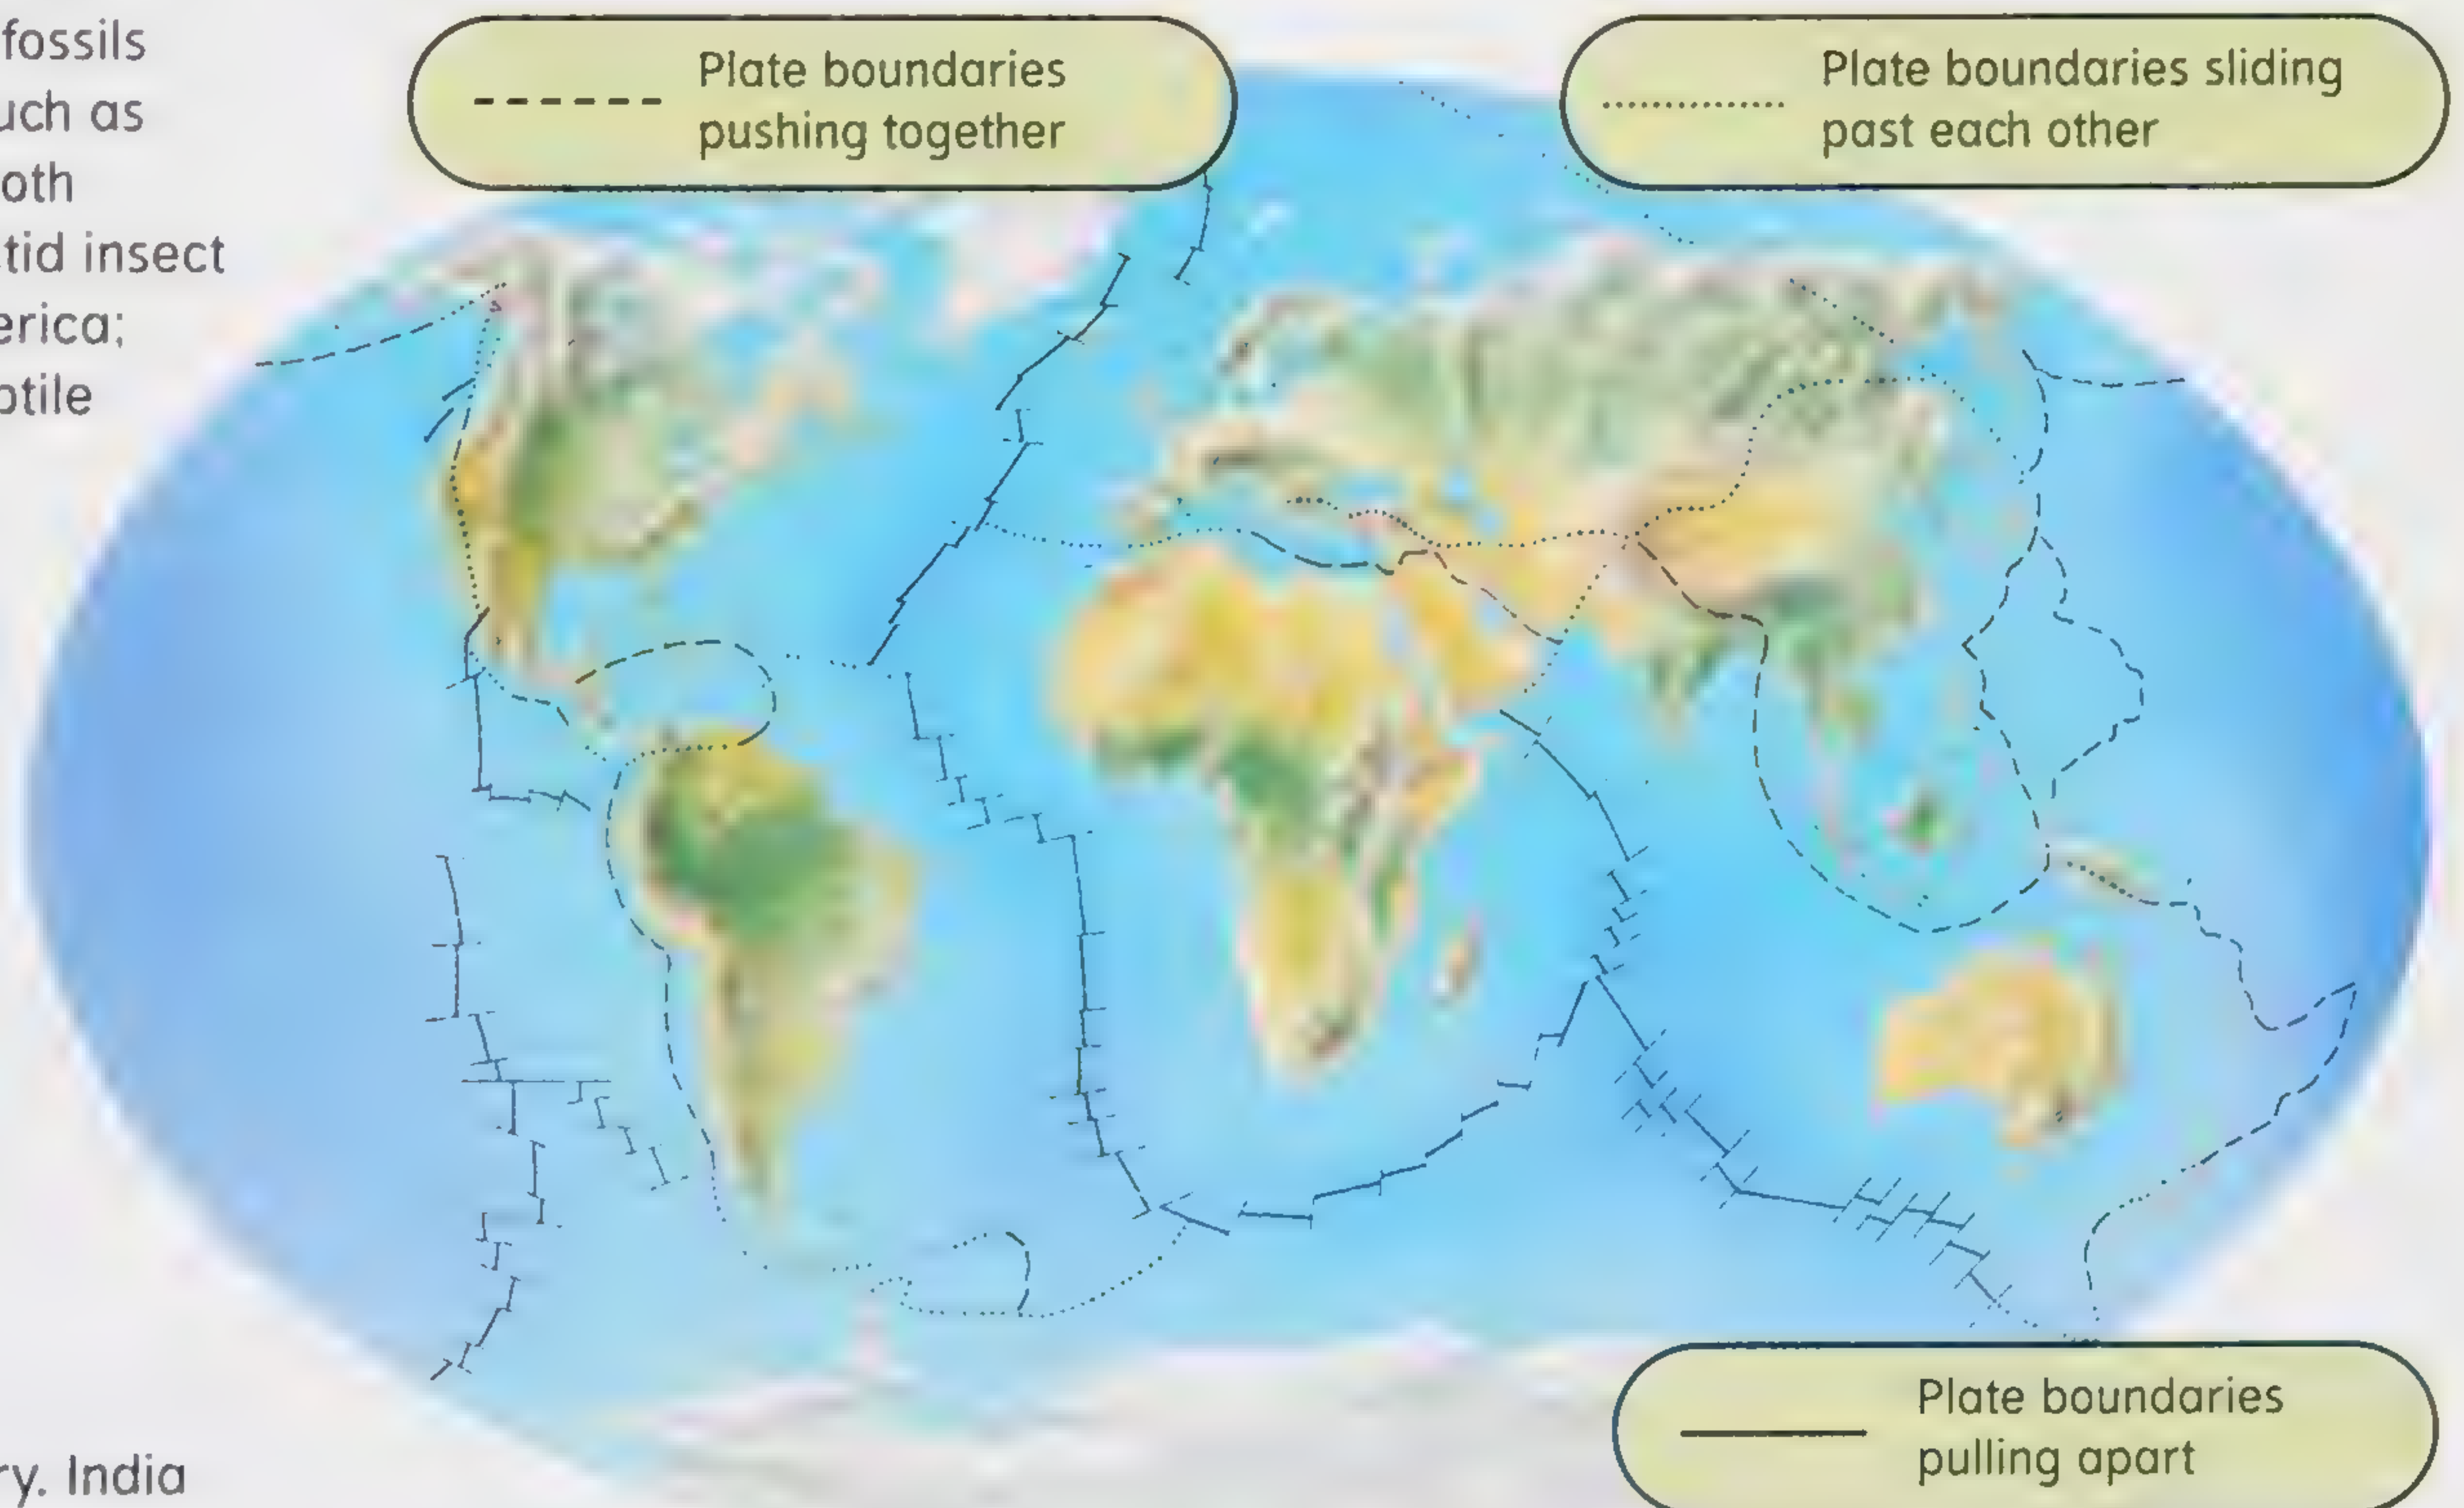 fossils
uch as
oth
tid insect
erica;
ptile
ry. India
Plate boundaries
pushing together
Plate boundaries sliding
past each other
Plate boundaries
pulling apart